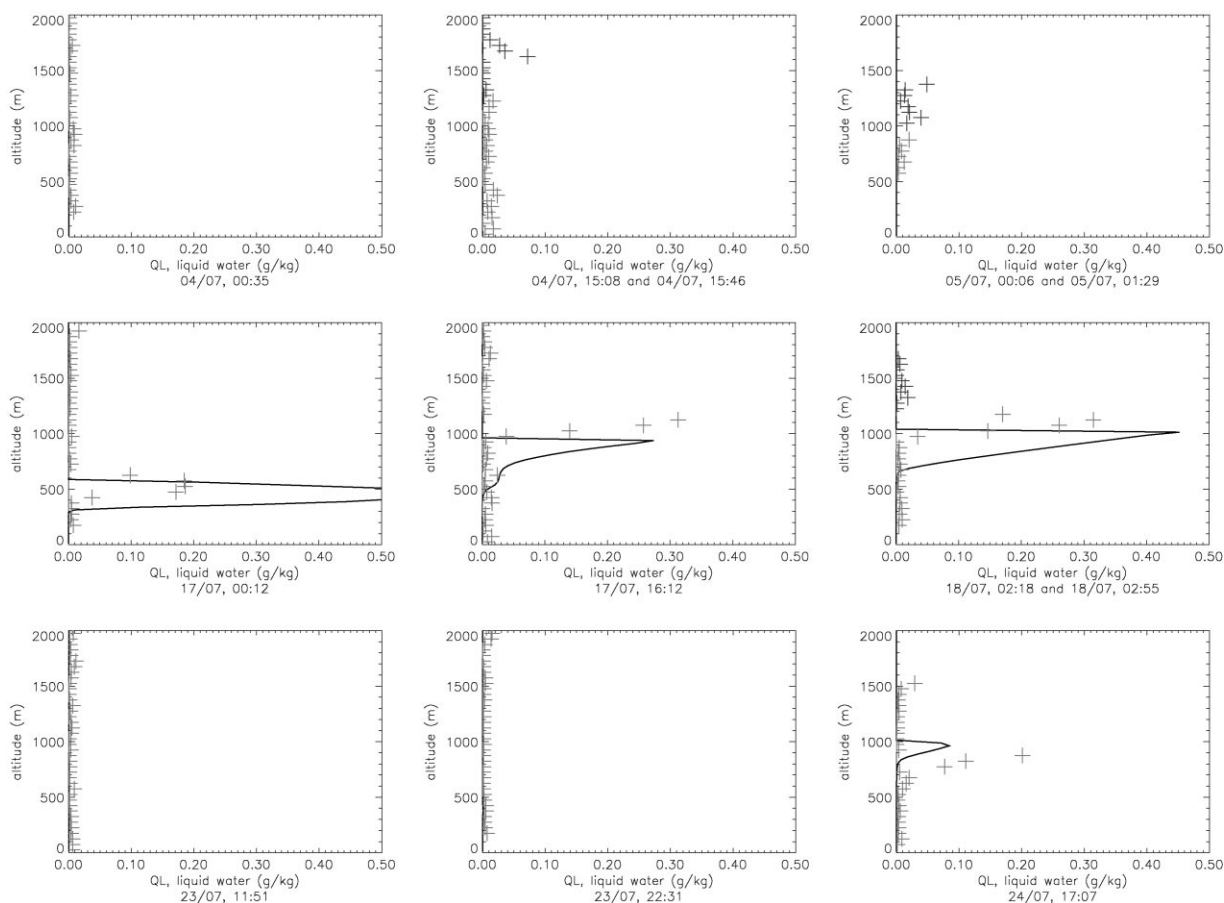 2000 2000 2000
1500 1500 1500
altitude (m) altitude (m) altitude (m)
1000 1000 1000
500 500 500
0 0 0
0.00 0.10 0.20 0.30 0.40 0.50 0.00 0.10 0.20 0.30 0.40 0.50 0.00 0.10 0.20 0.30 0.40 0.50
QL, liquid water (g/kg) QL, liquid water (g/kg) QL, liquid water (g/kg)
04/07, 00:35 04/07, 15:08 and 04/07, 15:46 05/07, 00:06 and 05/07, 01:29
2000 2000 2000
1500 1500 1500
altitude (m) altitude (m) altitude (m)
1000 1000 1000
500 500 500
0 0 0
0.00 0.10 0.20 0.30 0.40 0.50 0.00 0.10 0.20 0.30 0.40 0.50 0.00 0.10 0.20 0.30 0.40 0.50
QL, liquid water (g/kg) QL, liquid water (g/kg) QL, liquid water (g/kg)
17/07, 00:12 17/07, 16:12 18/07, 02:18 and 18/07, 02:55
2000 2000 2000
1500 1500 1500
altitude (m) altitude (m) altitude (m)
1000 1000 1000
500 500 500
0 0 0
0.00 0.10 0.20 0.30 0.40 0.50 0.00 0.10 0.20 0.30 0.40 0.50 0.00 0.10 0.20 0.30 0.40 0.50
QL, liquid water (g/kg) QL, liquid water (g/kg) QL, liquid water (g/kg)
23/07, 11:51 23/07, 22:31 24/07, 17:07